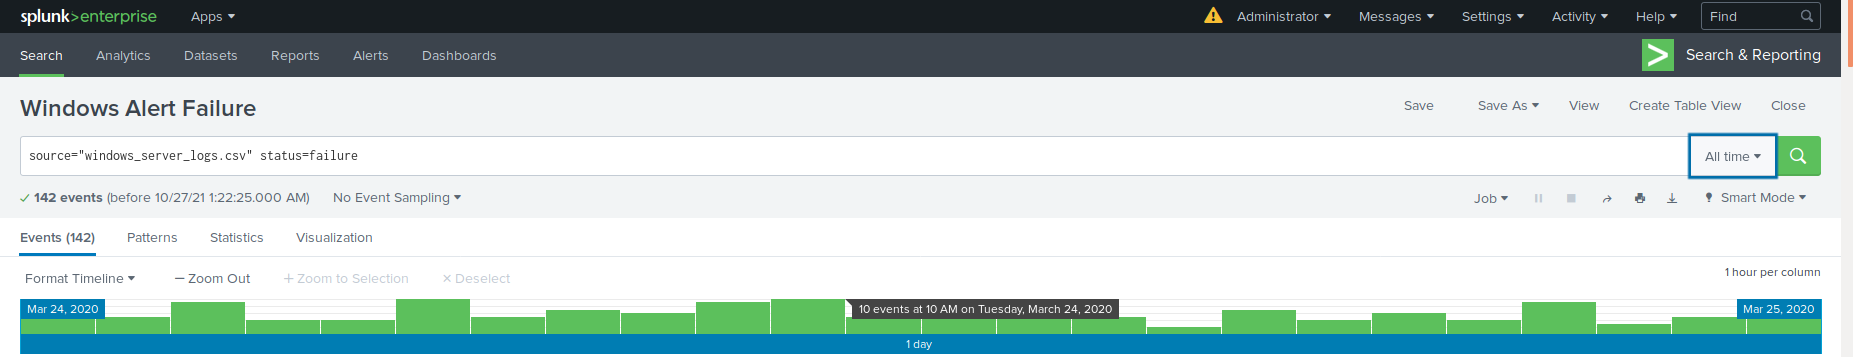 splunk>enterprise Apps Administrator Messages Settings Activity Help Find
Search Analytics Datasets Reports Alerts Dashboards > Search & Reporting
Windows Alert Failure Save Save As View Create Table View Close
source="windows_server_logs.csv" status=failure All time
142 events (before 10/27/21 1:22:25.000 AM) No Event Sampling Job Smart Mode
Events (142) Patterns Statistics Visualization
Format Timeline — Zoom Out + Zoom to Selection × Deselect 1 hour per column
Mar 24, 2020 10 events at 10 AM on Tuesday, March 24, 2020 Mar 25, 2020
1 day